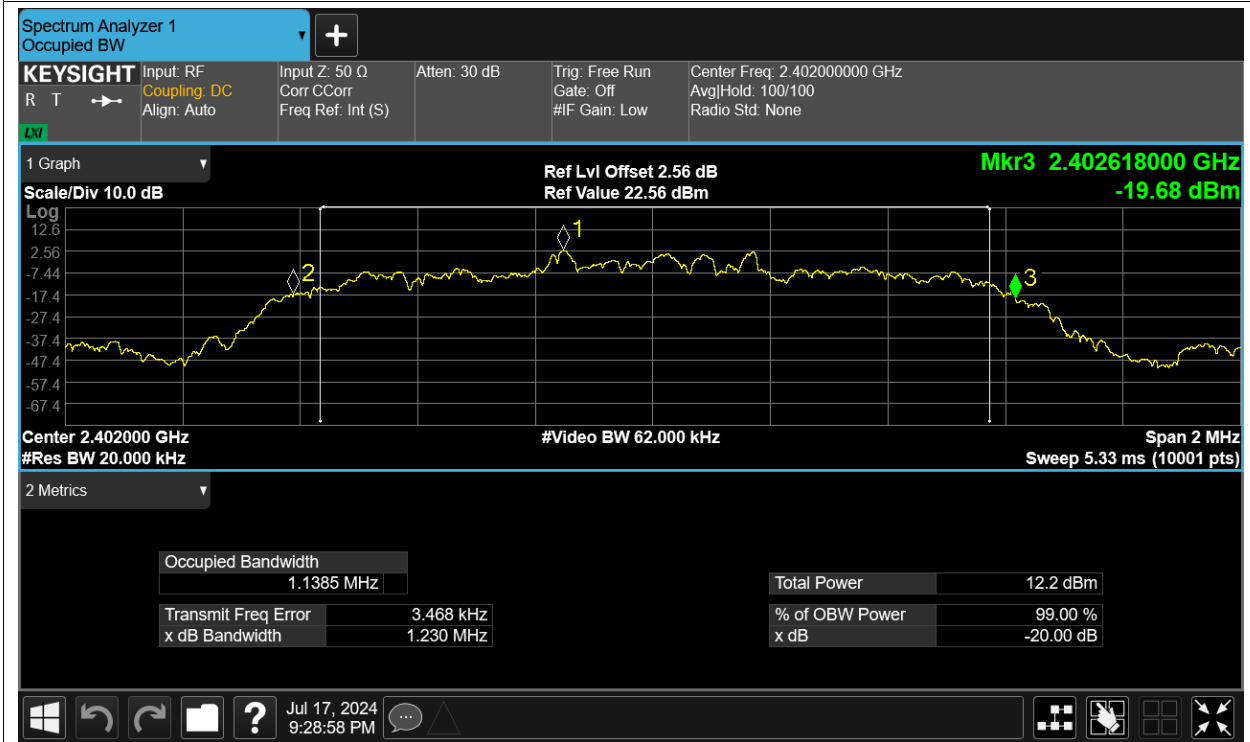 Spectrum Analyzer 1
Occupied BW
+
KEYSIGHT
R T
LXI
Input: RF
Coupling: DC
Align: Auto
Input Z: 50 Ω
Corr CCorr
Freq Ref: Int (S)
Atten: 30 dB
Trig: Free Run
Gate: Off
#IF Gain: Low
Center Freq: 2.402000000 GHz
Avg|Hold: 100/100
Radio Std: None
1 Graph
Scale/Div 10.0 dB
Ref Lvl Offset 2.56 dB
Ref Value 22.56 dBm
Mkr3 2.402618000 GHz
-19.68 dBm
Log
12.6
2.56
-7.44
-17.4
-27.4
-37.4
-47.4
-57.4
-67.4
1
2
3
Center 2.402000 GHz
#Res BW 20.000 kHz
#Video BW 62.000 kHz
Span 2 MHz
Sweep 5.33 ms (10001 pts)
2 Metrics
Occupied Bandwidth
1.1385 MHz
Transmit Freq Error 3.468 kHz
x dB Bandwidth 1.230 MHz
Total Power 12.2 dBm
% of OBW Power 99.00 %
x dB -20.00 dB
?
Jul 17, 2024
9:28:58 PM